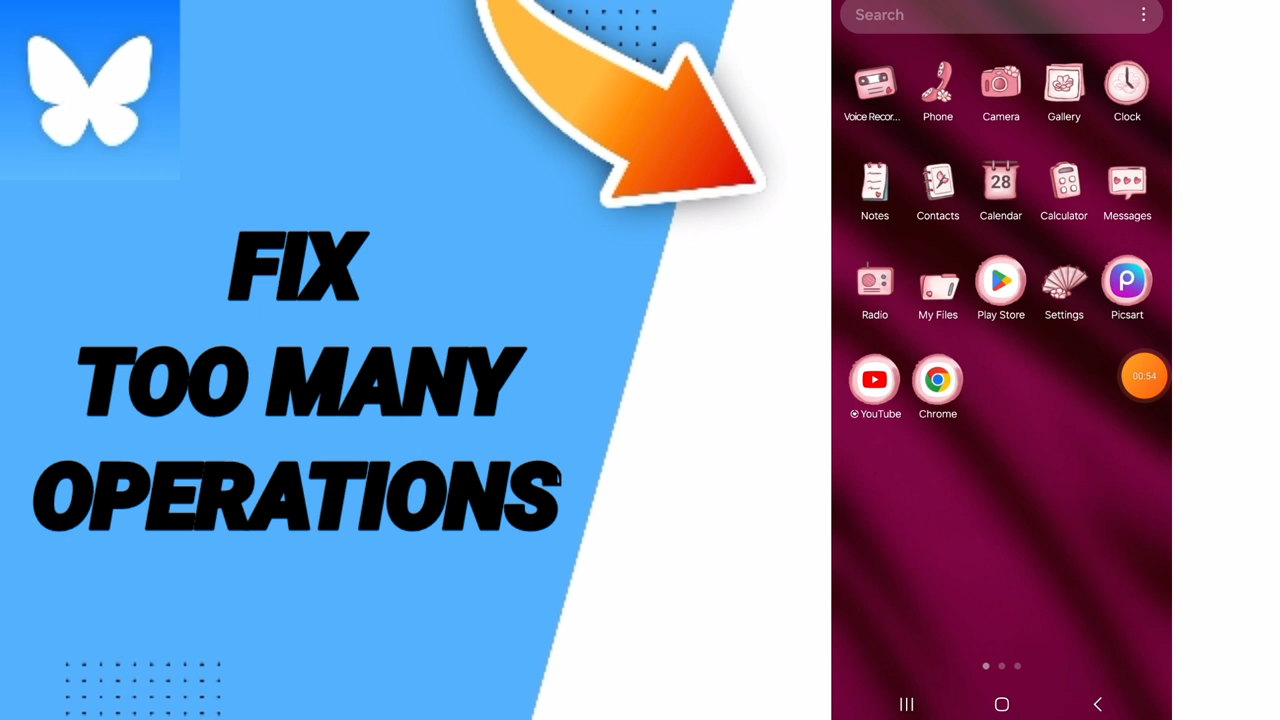 FIX
TOO MANY
OPERATIONS
Search
Voice Recor...
Phone
Camera
Gallery
Clock
28
Notes
Contacts
Calendar
Calculator
Messages
Radio
My Files
Play Store
Settings
Picsart
00:54
YouTube
Chrome